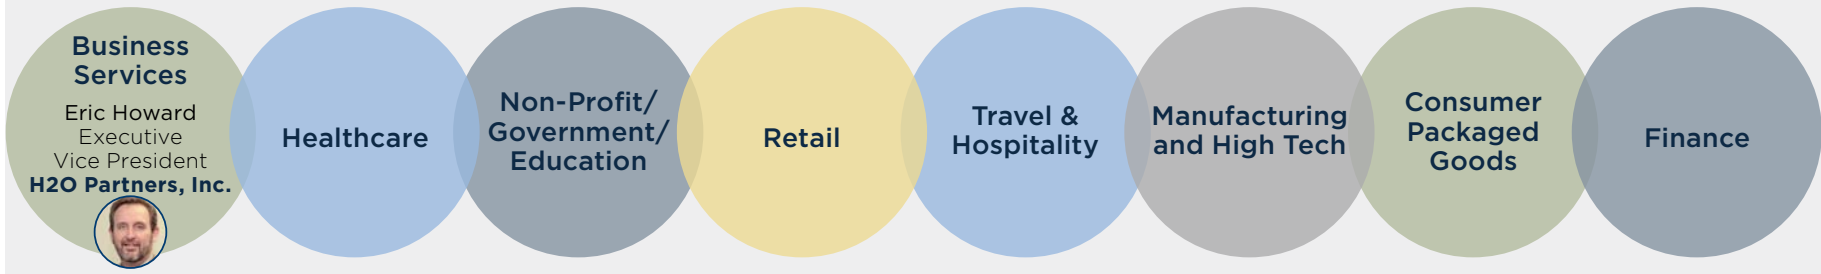 Business
Services
Eric Howard
Executive
Vice President
H2O Partners, Inc.
Healthcare
Non-Profit/
Government/
Education
Retail
Travel &
Hospitality
Manufacturing
and High Tech
Consumer
Packaged
Goods
Finance